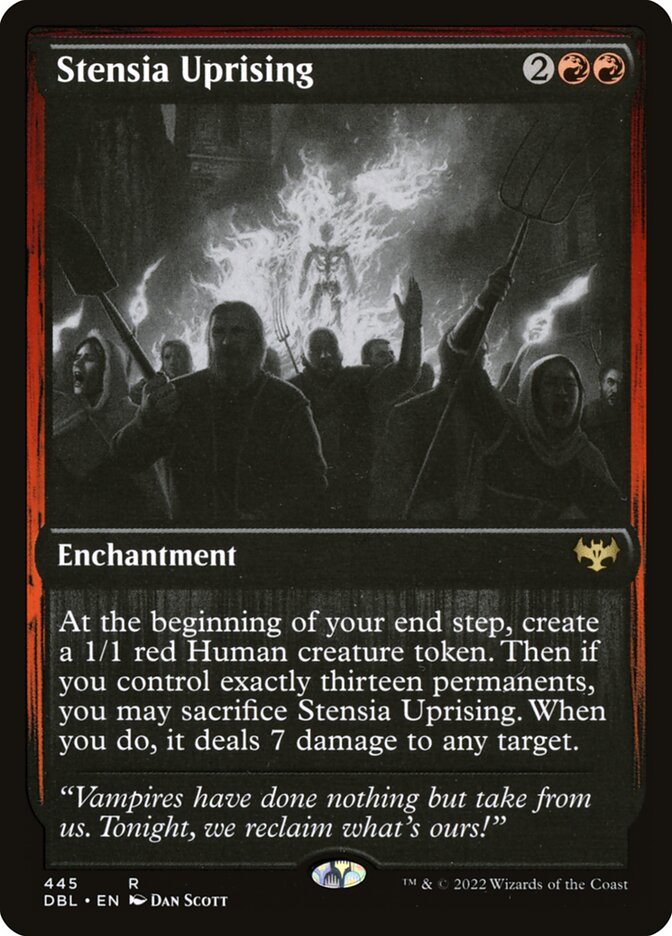 Stensia Uprising 2
Enchantment
At the beginning of your end step, create
a 1/1 red Human creature token. Then if
you control exactly thirteen permanents,
you may sacrifice Stensia Uprising. When
you do, it deals 7 damage to any target.
“Vampires have done nothing but take from
us. Tonight, we reclaim what’s ours!”
445 R
DBL • EN Dan Scott
™ & © 2022 Wizards of the Coast